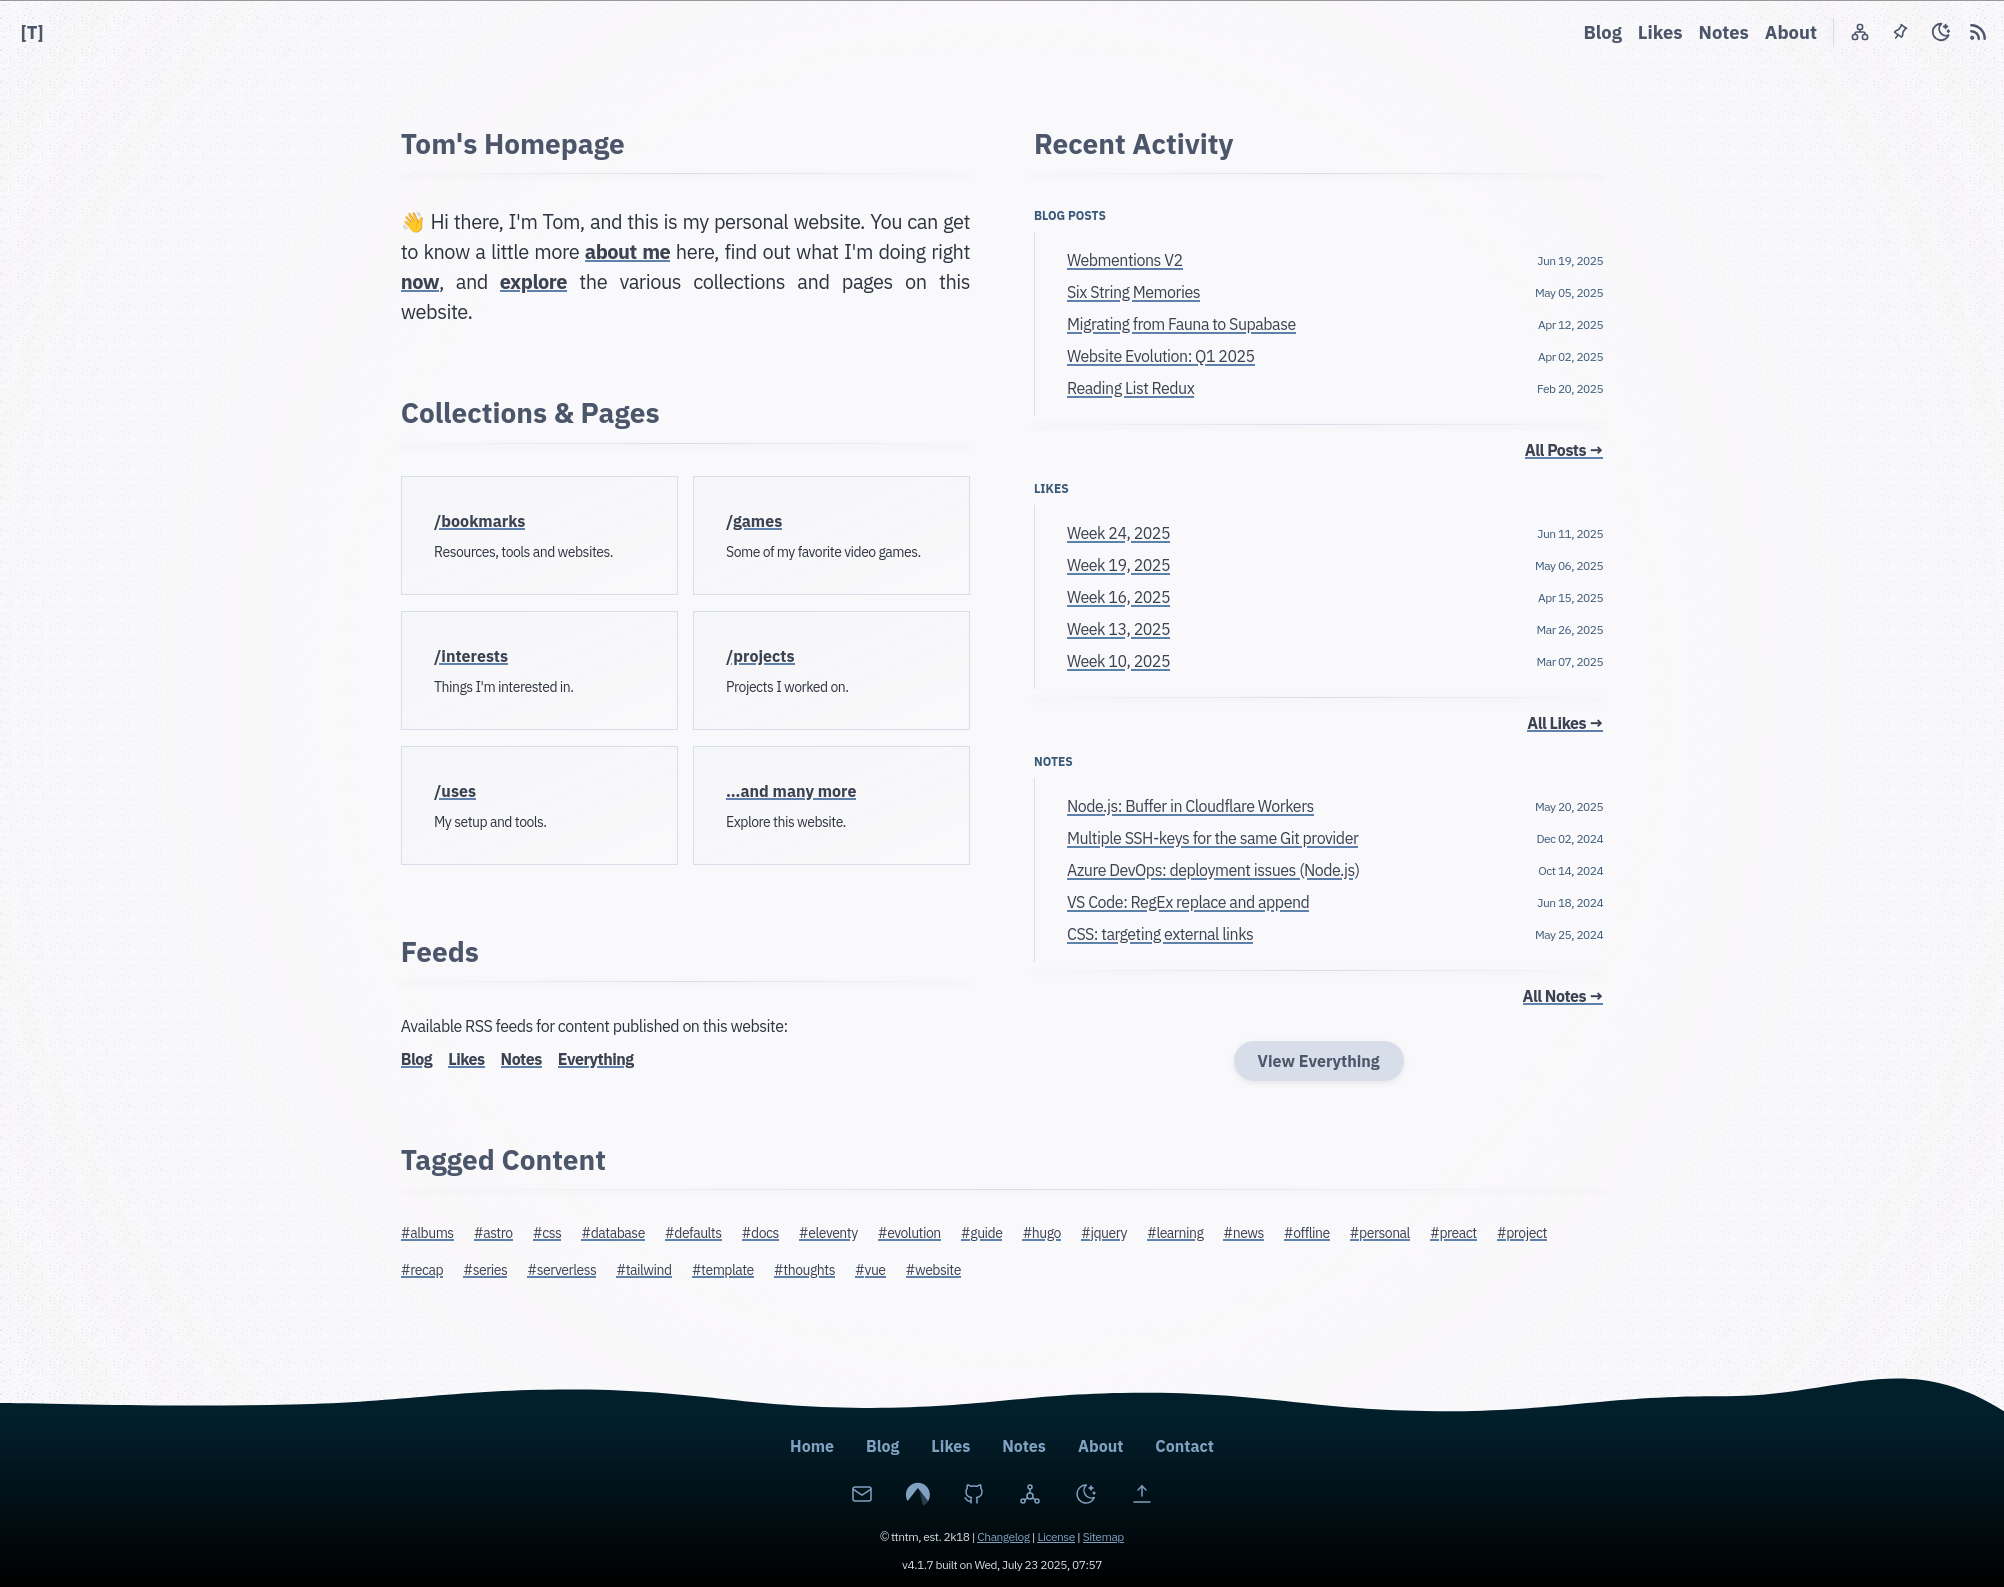 [T]
Blog Likes Notes About
Tom's Homepage
👋 Hi there, I'm Tom, and this is my personal website. You can get
to know a little more about me here, find out what I'm doing right
now, and explore the various collections and pages on this
website.
Collections & Pages
/bookmarks
Resources, tools and websites.
/games
Some of my favorite video games.
/interests
Things I'm interested in.
/projects
Projects I worked on.
/uses
My setup and tools.
...and many more
Explore this website.
Feeds
Available RSS feeds for content published on this website:
Blog Likes Notes Everything
Recent Activity
BLOG POSTS
Webmentions V2 Jun 19, 2025
Six String Memories May 05, 2025
Migrating from Fauna to Supabase Apr 12, 2025
Website Evolution: Q1 2025 Apr 02, 2025
Reading List Redux Feb 20, 2025
All Posts →
LIKES
Week 24, 2025 Jun 11, 2025
Week 19, 2025 May 06, 2025
Week 16, 2025 Apr 15, 2025
Week 13, 2025 Mar 26, 2025
Week 10, 2025 Mar 07, 2025
All Likes →
NOTES
Node.js: Buffer in Cloudflare Workers May 20, 2025
Multiple SSH-keys for the same Git provider Dec 02, 2024
Azure DevOps: deployment issues (Node.js) Oct 14, 2024
VS Code: RegEx replace and append Jun 18, 2024
CSS: targeting external links May 25, 2024
All Notes →
View Everything
Tagged Content
#albums #astro #css #database #defaults #docs #eleventy #evolution #guide #hugo #jquery #learning #news #offline #personal #preact #project
#recap #series #serverless #tailwind #template #thoughts #vue #website
Home Blog Likes Notes About Contact
© ttntm, est. 2k18 | Changelog | License | Sitemap
v4.1.7 built on Wed, July 23 2025, 07:57